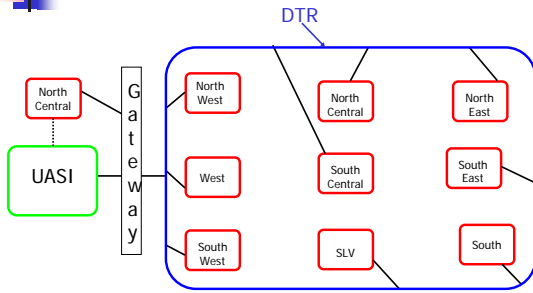 DTR
North
Central
UASI
G
a
t
e
w
a
y
North
West
North
Central
North
East
West
South
Central
South
East
South
West
SLV
South